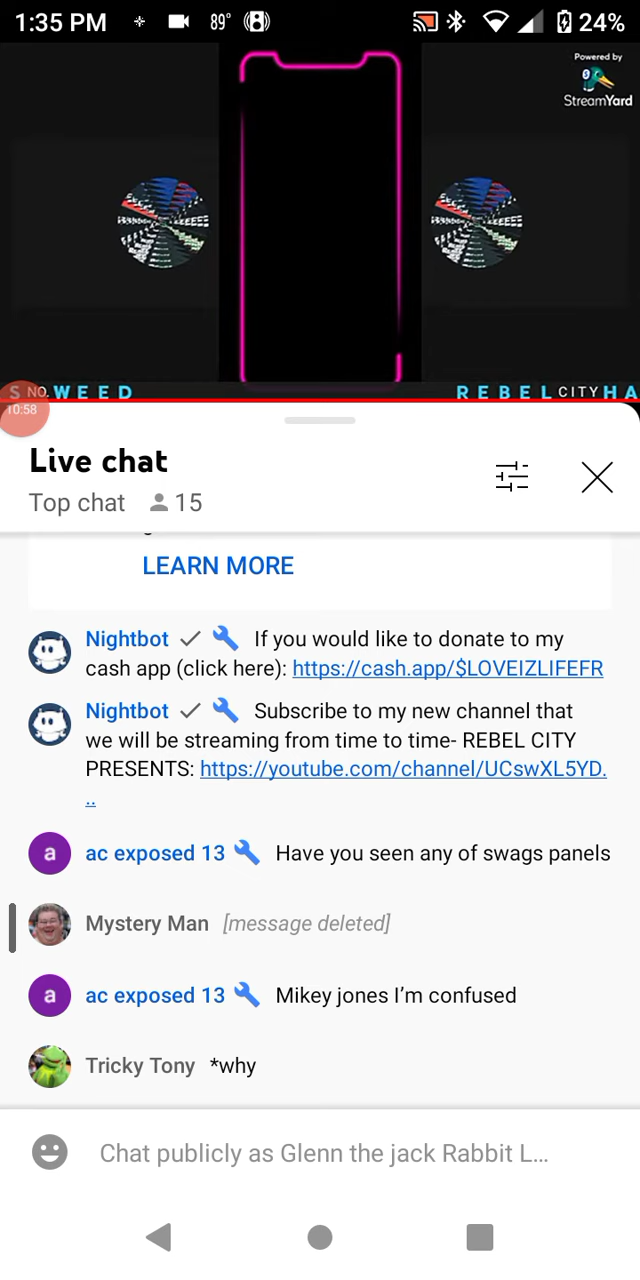 1:35 PM 89° 24%
Powered by
StreamYard
S NO. WEED REBEL CITY HA
10:58
Live chat
Top chat 15
LEARN MORE
Nightbot If you would like to donate to my
cash app (click here): https://cash.app/$LOVEIZLIFEFR
Nightbot Subscribe to my new channel that
we will be streaming from time to time- REBEL CITY
PRESENTS: https://youtube.com/channel/UCswXL5YD.
..
a ac exposed 13 Have you seen any of swags panels
Mystery Man [message deleted]
a ac exposed 13 Mikey jones I'm confused
Tricky Tony *why
Chat publicly as Glenn the jack Rabbit L...